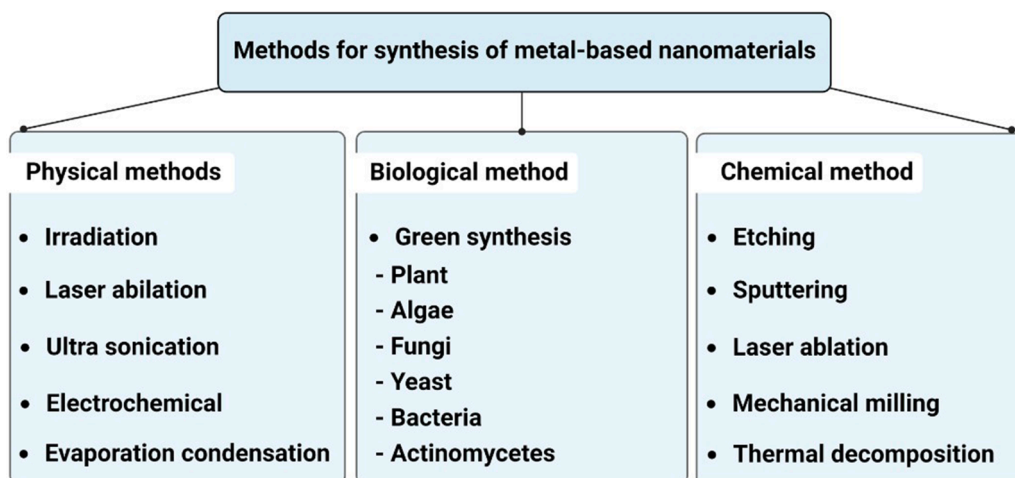 Methods for synthesis of metal-based nanomaterials
Physical methods
• Irradiation
• Laser abilation
• Ultra sonication
• Electrochemical
• Evaporation condensation
Biological method
• Green synthesis
- Plant
- Algae
- Fungi
- Yeast
- Bacteria
- Actinomycetes
Chemical method
• Etching
• Sputtering
• Laser ablation
• Mechanical milling
• Thermal decomposition